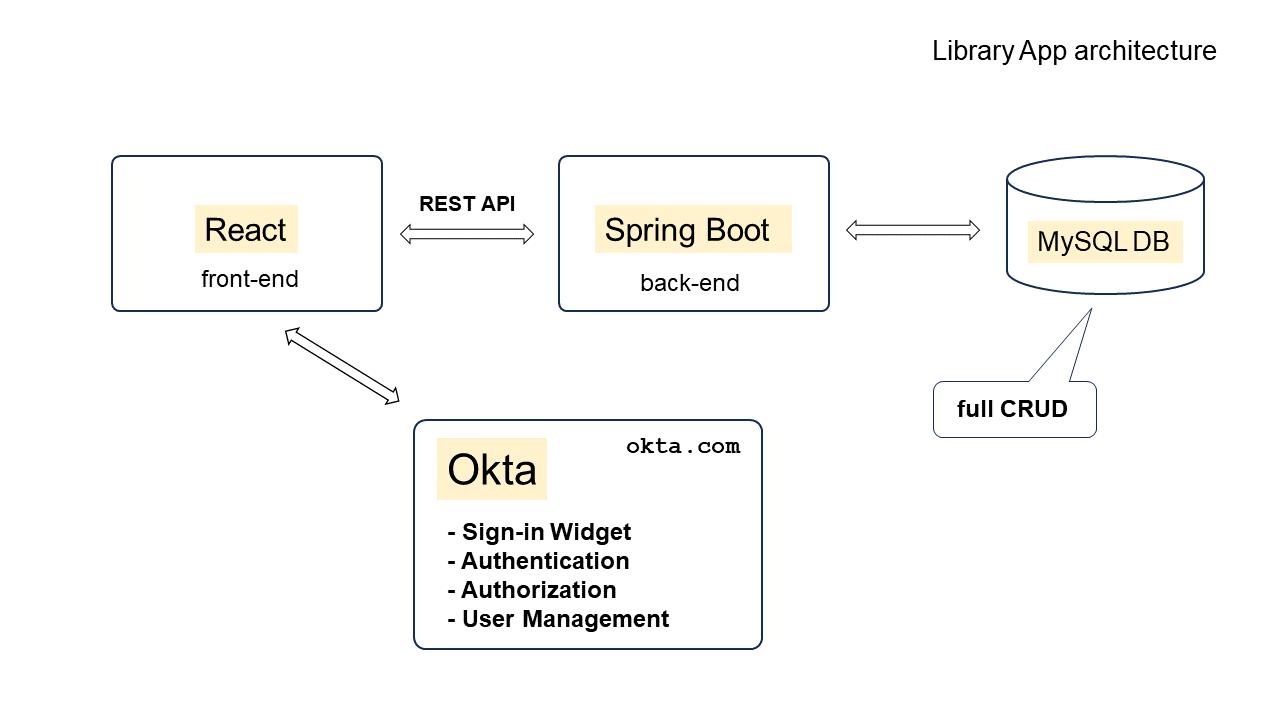 Library App architecture
React
front-end
REST API
Spring Boot
back-end
MySQL DB
full CRUD
Okta
okta.com
- Sign-in Widget
- Authentication
- Authorization
- User Management